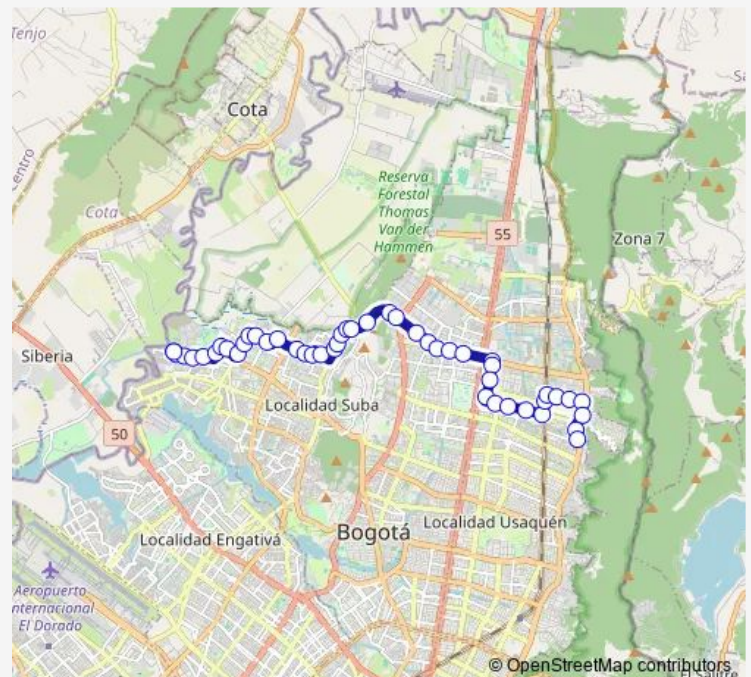 Tenjo
Cota
Centro
Cota
Reserva
Forestal
Thomas
Van der
Hammen
55
Zona 7
Siberia
Localidad Suba
50
Localidad Usaquén
Bogotá
Localidad Engativá
Aeropuerto
Internacional
El Dorado
© OpenStreetMap contributors